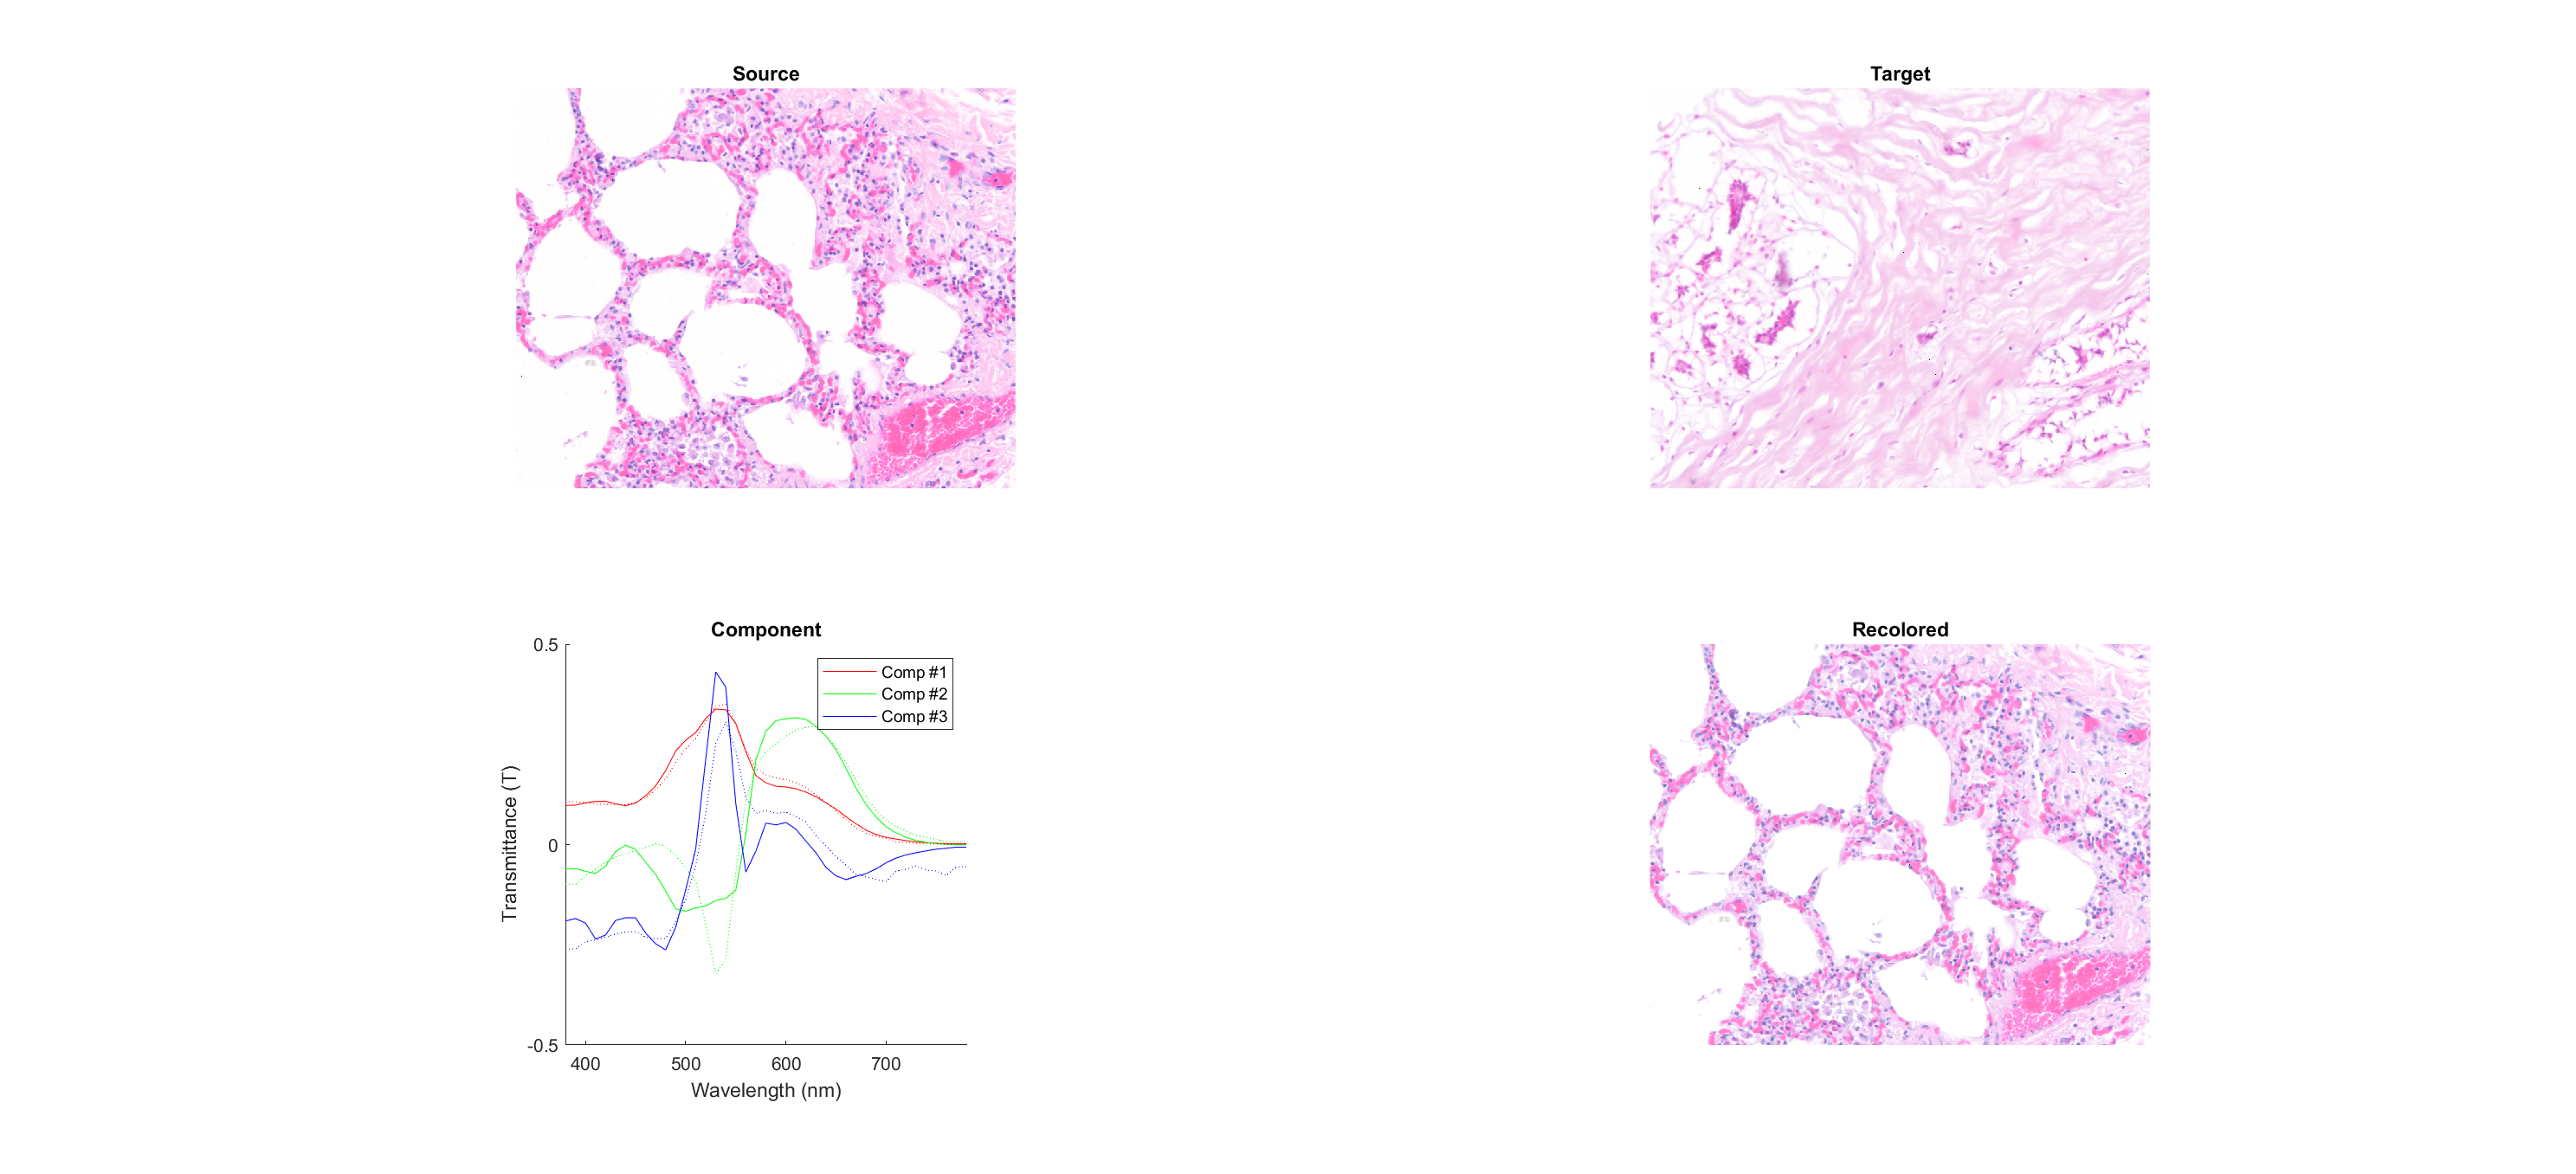 Source
Target
Component
0.5
0
-0.5
Transmittance (T)
400 500 600 700
Wavelength (nm)
Comp #1
Comp #2
Comp #3
Recolored